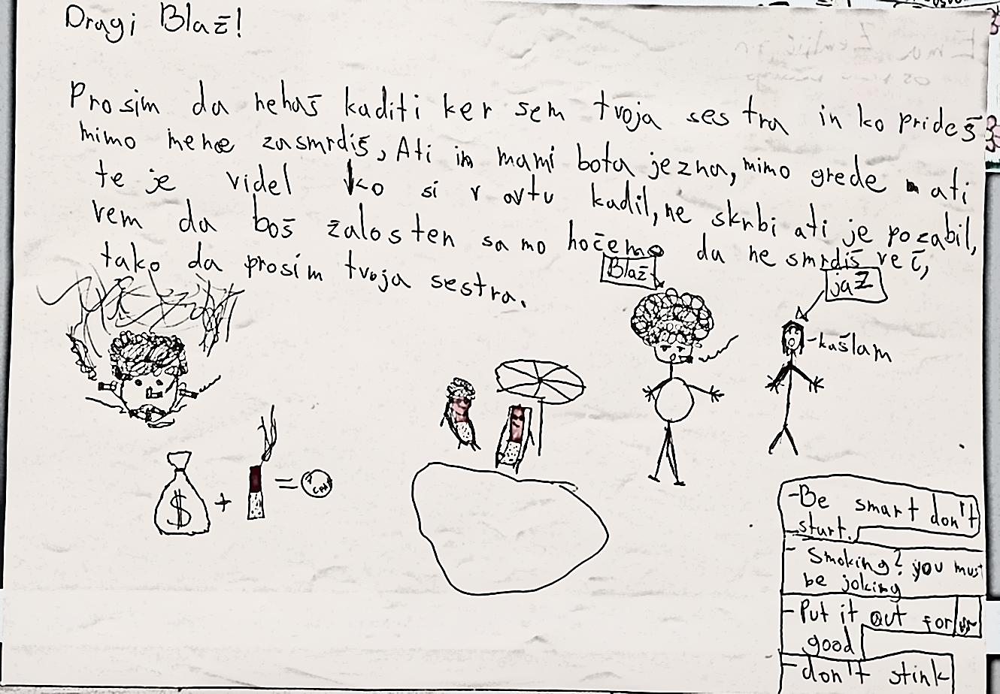 Dragi Blaž!
Prosim da nehaš kaditi ker sem tvoja sestra in ko prideš
mimo mene zasmrdiš, Ati in mami bota jezna, mimo grede ati
te je videl ko si v avtu kadil, ne skrbi ati je pozabil,
vem da boš žalosten samo hočemo da ne smrdiš več,
tako da prosim tvoja sestra.
Blaž
jaz
-kašlam
$ + =
-Be smart don't
start.
- Smoking? you must
be joking
-Put it out for
good
-don't stink